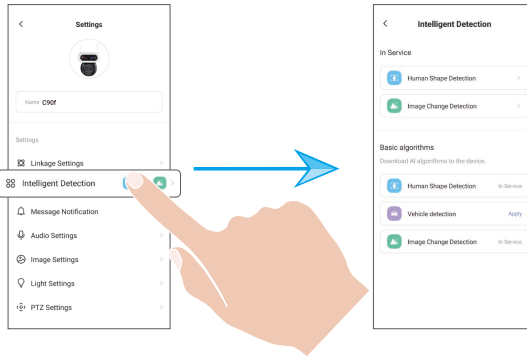 Settings
Name C90f
Settings
Linkage Settings
Intelligent Detection
Message Notification
Audio Settings
Image Settings
Light Settings
PTZ Settings
Intelligent Detection
In Service
Human Shape Detection
Image Change Detection
Basic algorithms
Download AI algorithms to the device.
Human Shape Detection In Service
Vehicle detection Apply
Image Change Detection In Service